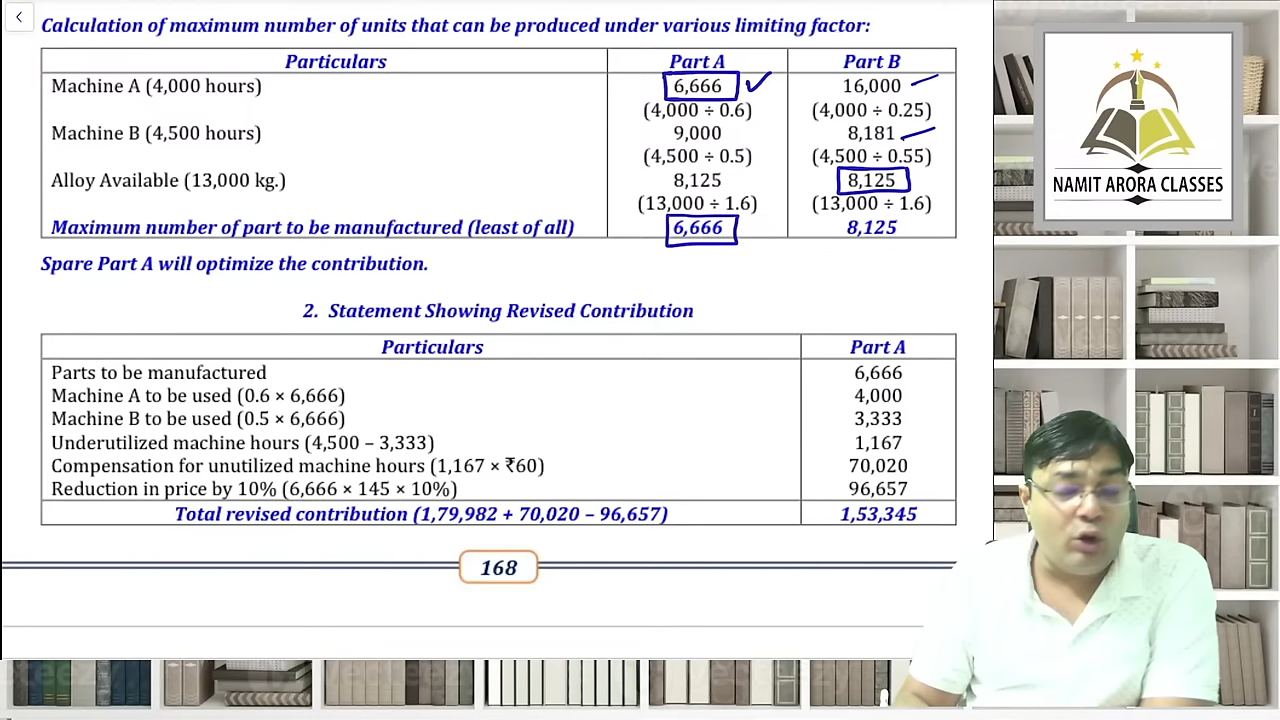 Calculation of maximum number of units that can be produced under various limiting factor:
Particulars Part A Part B
Machine A (4,000 hours) 6,666 16,000
(4,000 ÷ 0.6) (4,000 ÷ 0.25)
Machine B (4,500 hours) 9,000 8,181
(4,500 ÷ 0.5) (4,500 ÷ 0.55)
Alloy Available (13,000 kg.) 8,125 8,125
(13,000 ÷ 1.6) (13,000 ÷ 1.6)
Maximum number of part to be manufactured (least of all) 6,666 8,125
Spare Part A will optimize the contribution.
2. Statement Showing Revised Contribution
Particulars Part A
Parts to be manufactured 6,666
Machine A to be used (0.6 × 6,666) 4,000
Machine B to be used (0.5 × 6,666) 3,333
Underutilized machine hours (4,500 – 3,333) 1,167
Compensation for unutilized machine hours (1,167 × ₹60) 70,020
Reduction in price by 10% (6,666 × 145 × 10%) 96,657
Total revised contribution (1,79,982 + 70,020 – 96,657) 1,53,345
168
NAMIT ARORA CLASSES